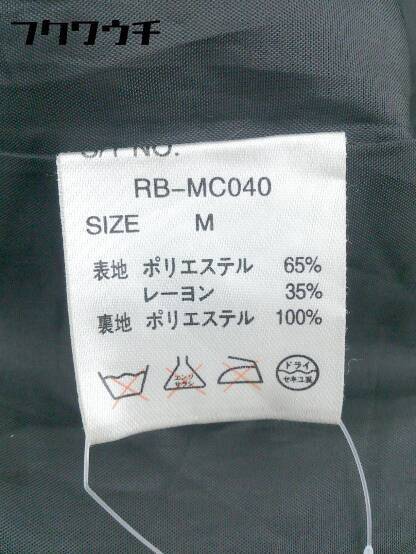 フクワウチ
S/T NO.
RB-MC040
SIZE M
表地 ポリエステル 65%
レーヨン 35%
裏地 ポリエステル 100%
エンソ サラシ
ドライ
セキユ系